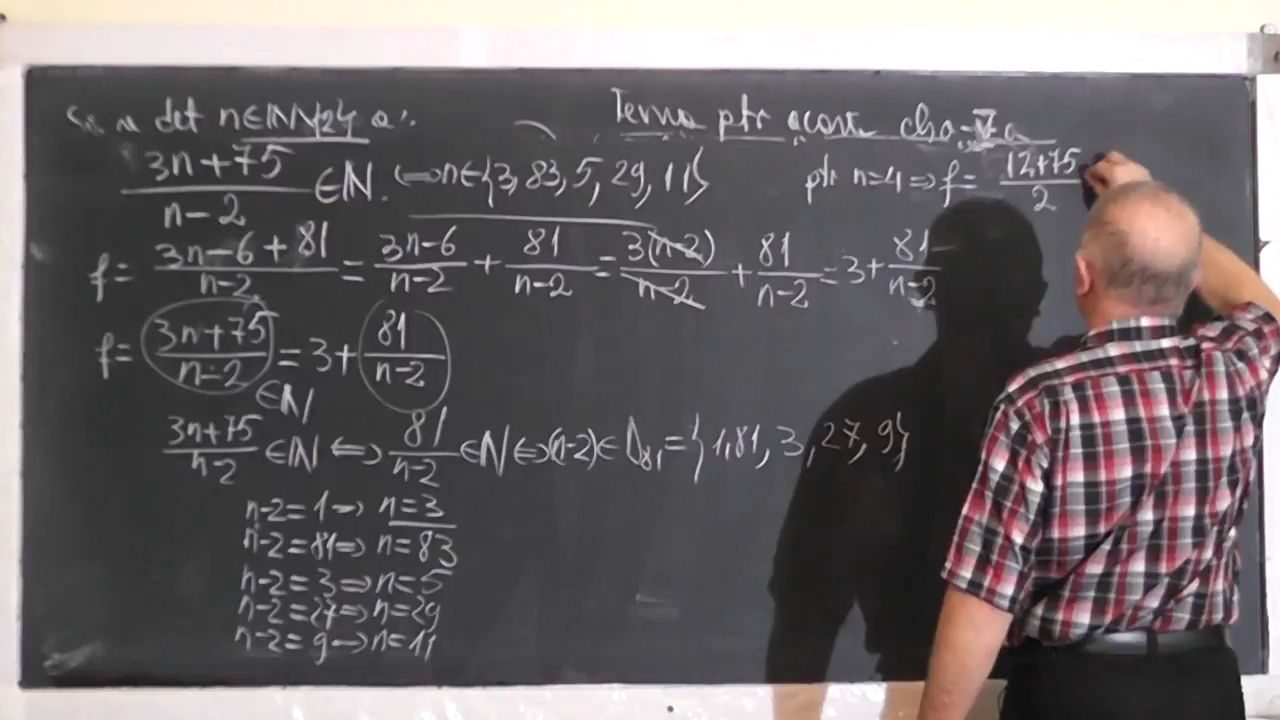 Să se det n∈ℕ\{2} a.î.
Tema ptr acasă cls a V a
3n+75/n-2 ∈ℕ. ⟺ n∈{3, 83, 5, 29, 11}
ptr n=4 ⇒ f= 12+75/2
f= 3n-6+81/n-2 = 3n-6/n-2 + 81/n-2 = 3(n-2)/n-2 + 81/n-2 = 3+ 81/n-2
f= 3n+75/n-2 = 3+ 81/n-2
∈ℕ
3n+75/n-2 ∈ℕ ⟺ 81/n-2 ∈ℕ ⟺ (n-2)∈ D₈₁ = {1, 81, 3, 27, 9}
n-2=1 ⇒ n=3
n-2=81 ⇒ n=83
n-2=3 ⇒ n=5
n-2=27 ⇒ n=29
n-2=9 ⇒ n=11